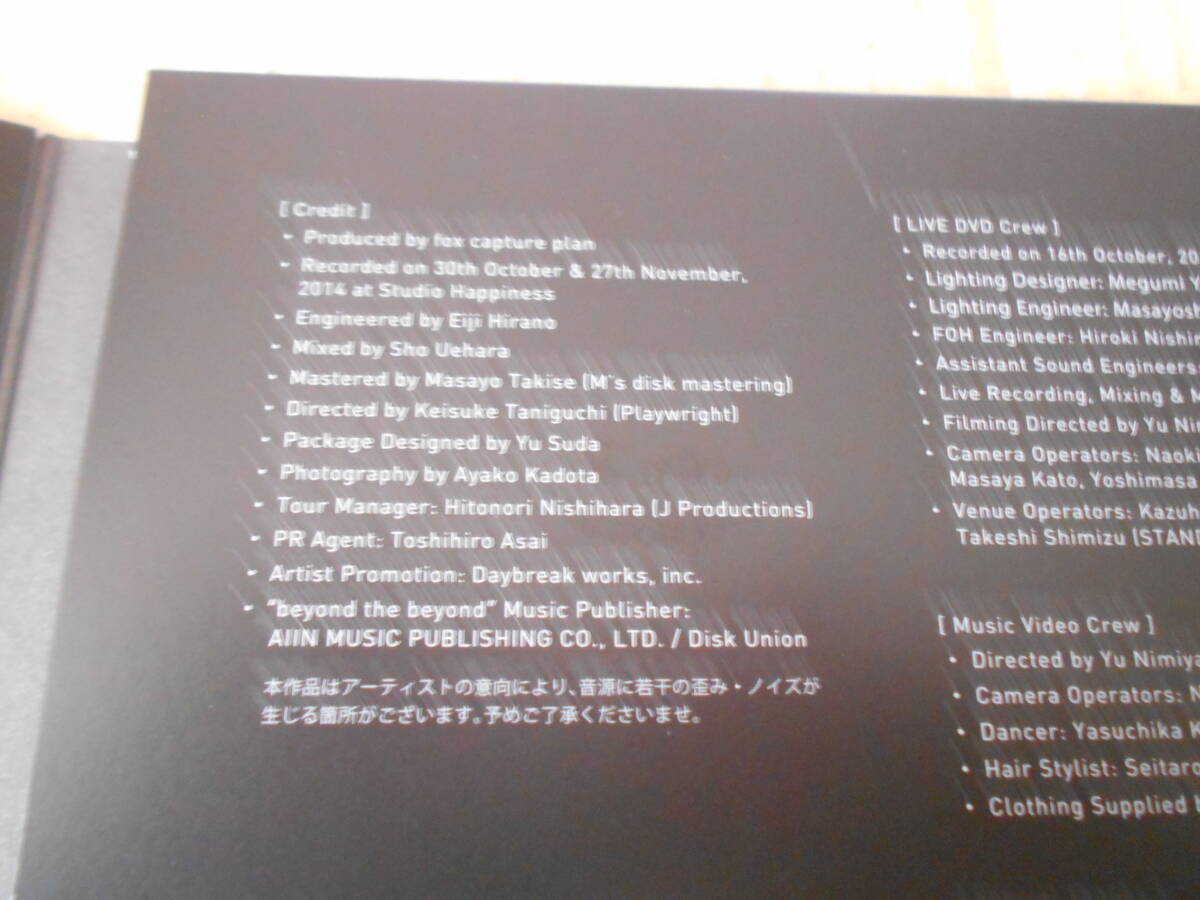 [ Credit ]
• Produced by fox capture plan
• Recorded on 30th October & 27th November,
2014 at Studio Happiness
• Engineered by Eiji Hirano
• Mixed by Sho Uehara
• Mastered by Masayo Takise (M's disk mastering)
• Directed by Keisuke Taniguchi (Playwright)
• Package Designed by Yu Suda
• Photography by Ayako Kadota
• Tour Manager: Hitonori Nishihara (J Productions)
• PR Agent: Toshihiro Asai
• Artist Promotion: Daybreak works, inc.
• "beyond the beyond" Music Publisher:
AIIN MUSIC PUBLISHING CO., LTD. / Disk Union
本作品はアーティストの意向により、音源に若干の歪み・ノイズが
生じる箇所がございます。予めご了承くださいませ。
[ LIVE DVD Crew ]
• Recorded on 16th October,
• Lighting Designer: Megumi
• Lighting Engineer:
• FOH Engineer: Hiroki
• Assistant Sound Engineers:
• Live Recording, Mixing &
• Filming Directed by Yu
• Camera Operators:
Masaya Kato, Yoshimasa
• Venue Operators:
Takeshi Shimizu
[ Music Video Crew ]
• Directed by Yu
• Camera Operators:
• Dancer: Yasuchika
• Hair Stylist:
• Clothing Supplied